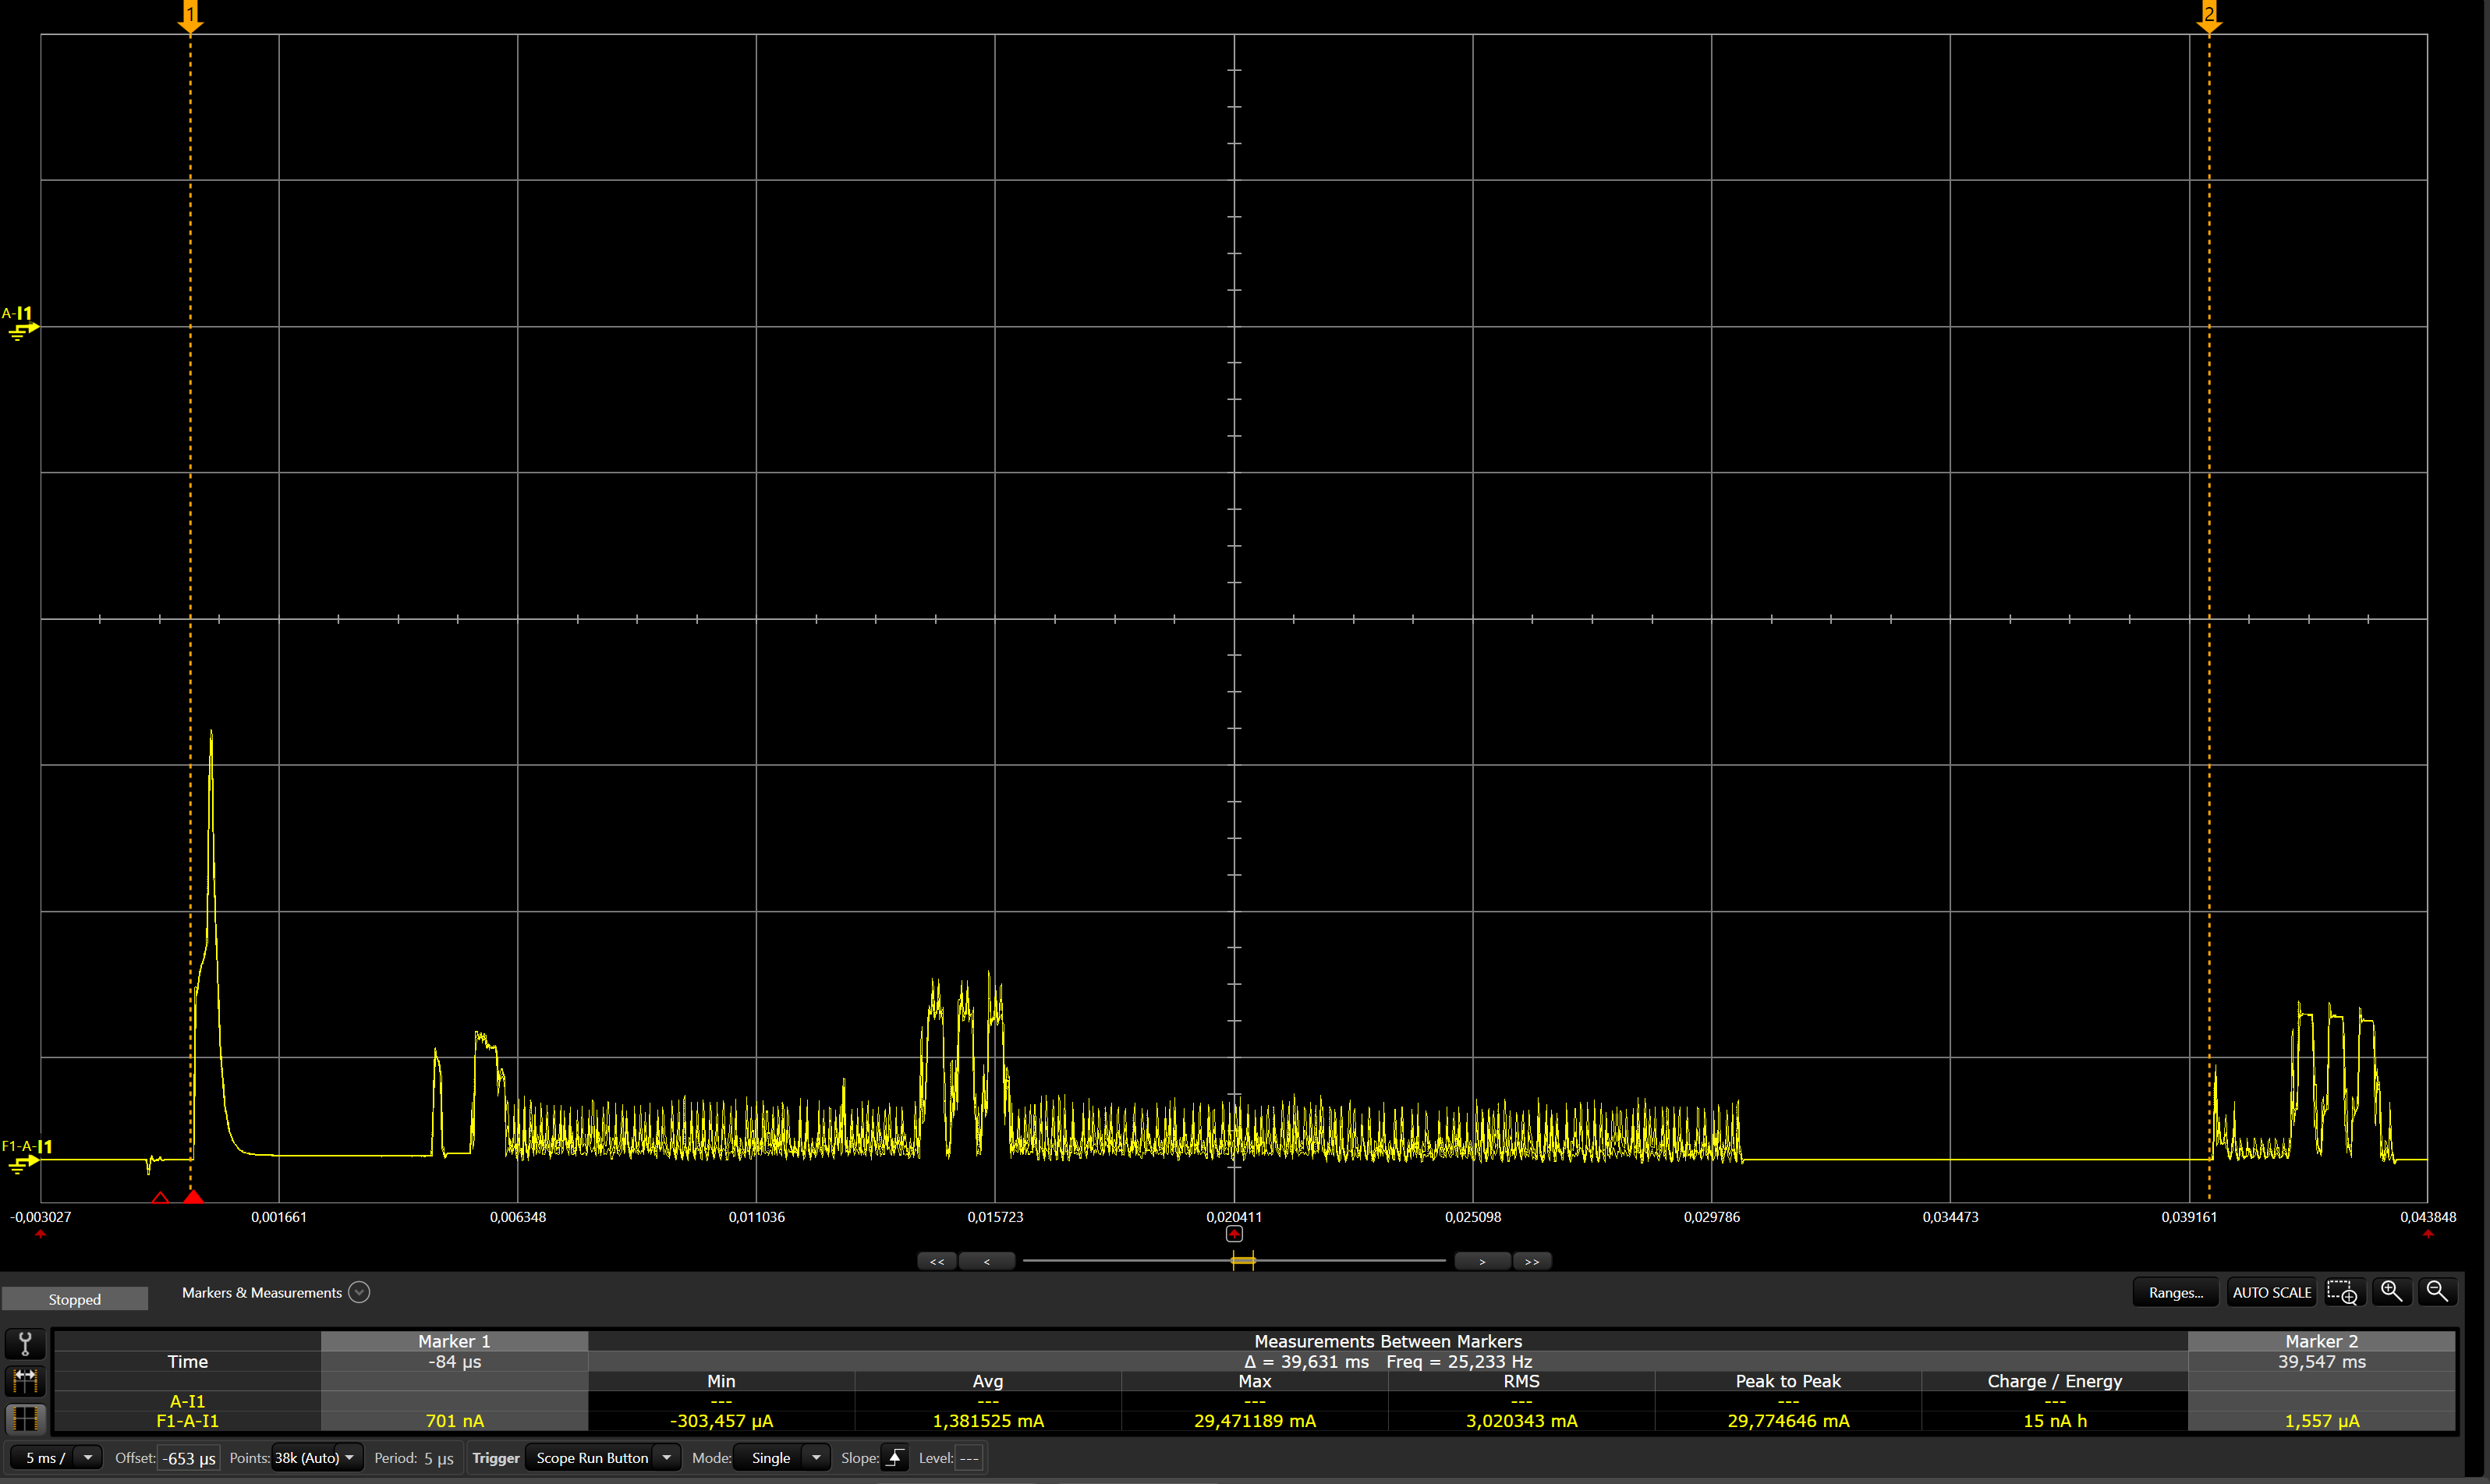 1 2
A-I1
F1-A-I1
-0,003027 0,001661 0,006348 0,011036 0,015723 0,020411 0,025098 0,029786 0,034473 0,039161 0,043848
<< < > >>
Stopped Markers & Measurements Ranges... AUTO SCALE
Marker 1 Measurements Between Markers Marker 2
Time -84 µs Δ = 39,631 ms Freq = 25,233 Hz 39,547 ms
Min Avg Max RMS Peak to Peak Charge / Energy
A-I1 --- --- --- --- --- ---
F1-A-I1 701 nA -303,457 µA 1,381525 mA 29,471189 mA 3,020343 mA 29,774646 mA 15 nA h 1,557 µA
5 ms / Offset: -653 µs Points: 38k (Auto) Period: 5 µs Trigger Scope Run Button Mode: Single Slope: Level: ---